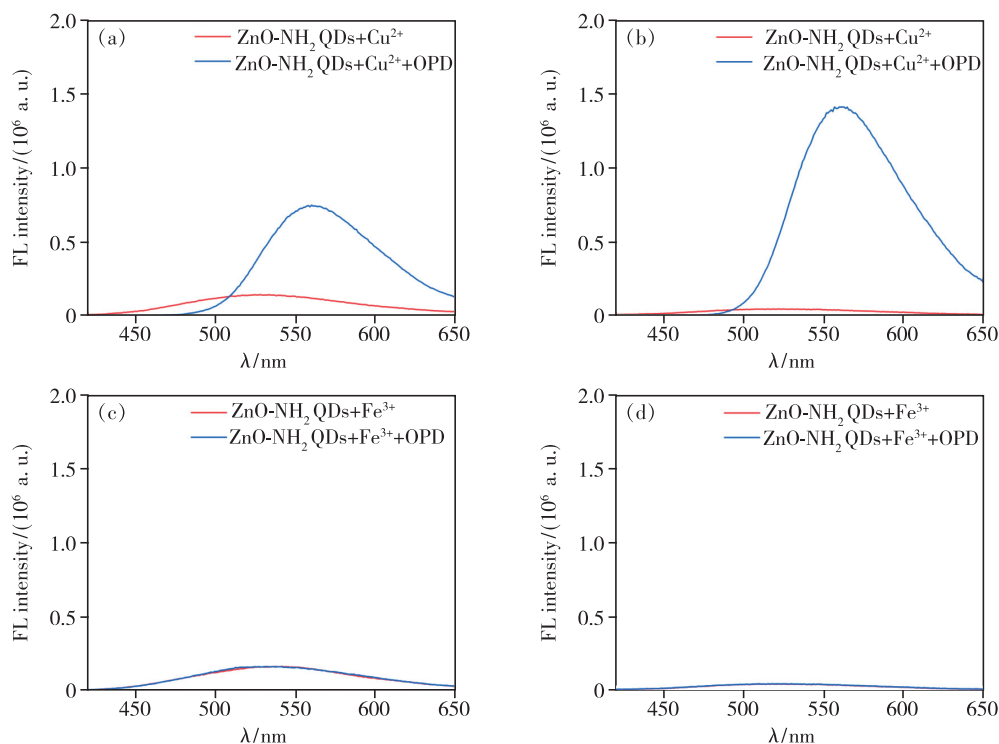 (a)
ZnO-NH₂ QDs+Cu²⁺
ZnO-NH₂ QDs+Cu²⁺+OPD
FL intensity/(10⁶ a. u.)
2.0
1.5
1.0
0.5
0
450 500 550 600 650
λ/nm
(b)
ZnO-NH₂ QDs+Cu²⁺
ZnO-NH₂ QDs+Cu²⁺+OPD
FL intensity/(10⁶ a. u.)
2.0
1.5
1.0
0.5
0
450 500 550 600 650
λ/nm
(c)
ZnO-NH₂ QDs+Fe³⁺
ZnO-NH₂ QDs+Fe³⁺+OPD
FL intensity/(10⁶ a. u.)
2.0
1.5
1.0
0.5
0
450 500 550 600 650
λ/nm
(d)
ZnO-NH₂ QDs+Fe³⁺
ZnO-NH₂ QDs+Fe³⁺+OPD
FL intensity/(10⁶ a. u.)
2.0
1.5
1.0
0.5
0
450 500 550 600 650
λ/nm